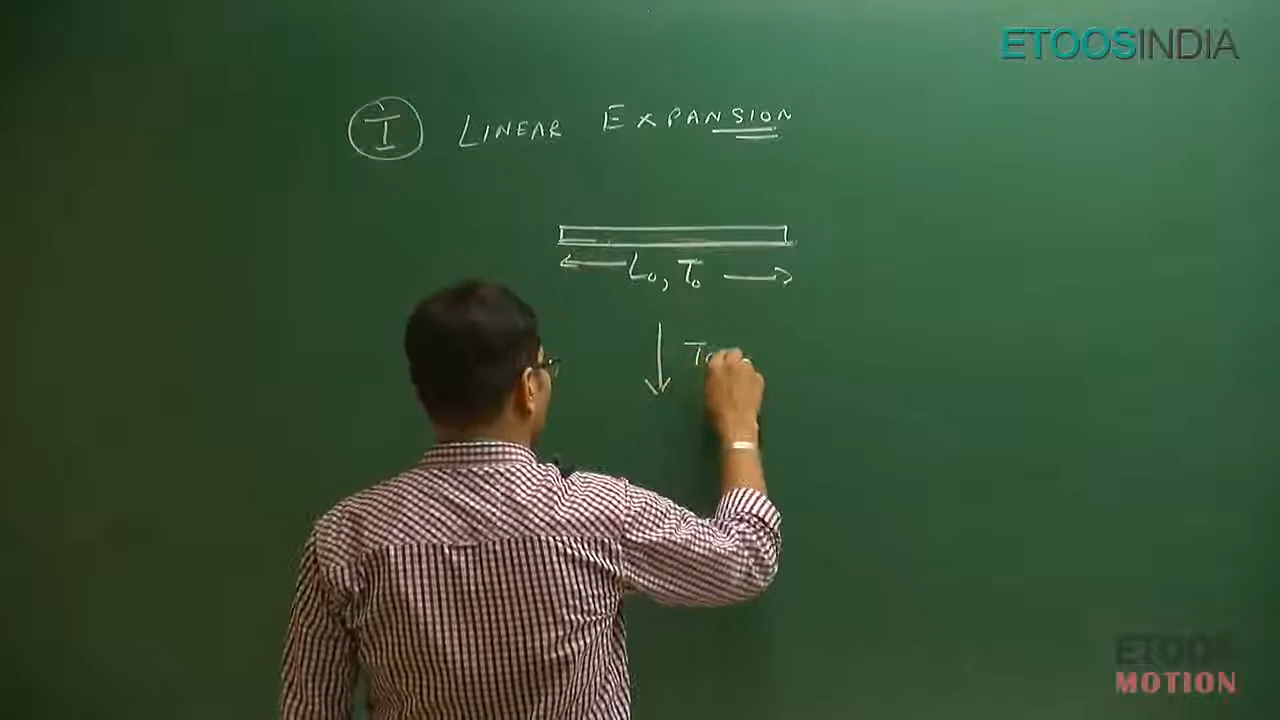 ETOOSINDIA
I LINEAR EXPANSION
L₀, T₀
ETOOS
MOTION